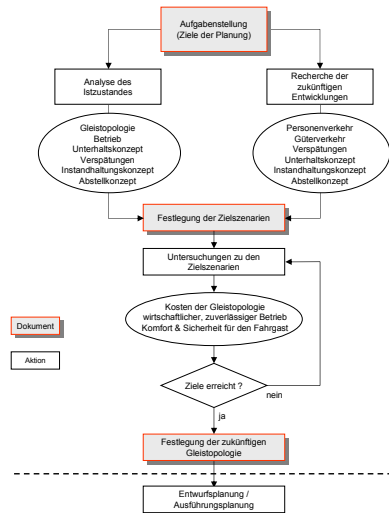 Aufgabenstellung
(Ziele der Planung)
Analyse des
Istzustandes
Recherche der
zukünftigen
Entwicklungen
Gleistopologie
Betrieb
Unterhaltskonzept
Verspätungen
Instandhaltungskonzept
Abstellkonzept
Personenverkehr
Güterverkehr
Verspätungen
Unterhaltskonzept
Instandhaltungskonzept
Abstellkonzept
Festlegung der Zielszenarien
Untersuchungen zu den
Zielszenarien
Kosten der Gleistopologie
wirtschaftlicher, zuverlässiger Betrieb
Komfort & Sicherheit für den Fahrgast
Dokument
Aktion
Ziele erreicht ?
nein
ja
Festlegung der zukünftigen
Gleistopologie
Entwurfsplanung /
Ausführungsplanung